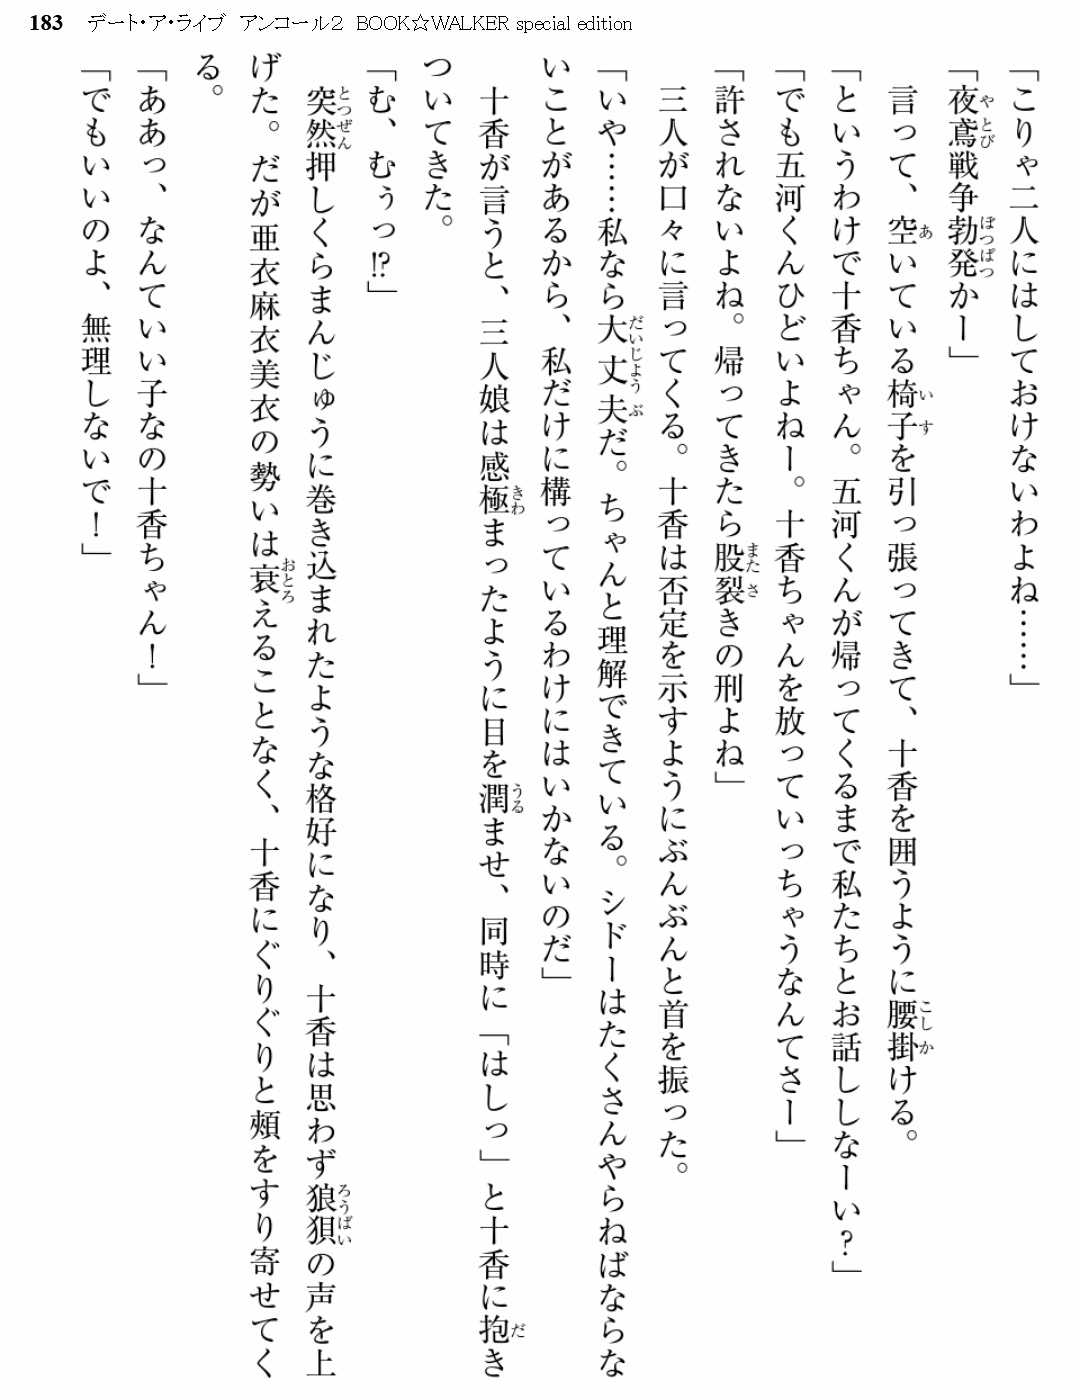 183 デート・ア・ライブ アンコール2 BOOK☆WALKER special edition
「こりゃ二人にはしておけないわよね……」
「夜鳶戦争勃発かー」
言って、空いている椅子を引っ張ってきて、十香を囲うように腰掛ける。
「というわけで十香ちゃん。五河くんが帰ってくるまで私たちとお話ししなーい？」
「でも五河くんひどいよねー。十香ちゃんを放っていっちゃうなんてさー」
「許されないよね。帰ってきたら股裂きの刑よね」
三人が口々に言ってくる。十香は否定を示すようにぶんぶんと首を振った。
「いや……私なら大丈夫だ。ちゃんと理解できている。シドーはたくさんやらねばならな
いことがあるから、私だけに構っているわけにはいかないのだ」
十香が言うと、三人娘は感極まったように目を潤ませ、同時に「はしっ」と十香に抱き
ついてきた。
「む、むぅっ!?」
突然押しくらまんじゅうに巻き込まれたような格好になり、十香は思わず狼狽の声を上
げた。だが亜衣麻衣美衣の勢いは衰えることなく、十香にぐりぐりと頰をすり寄せてく
る。
「ああっ、なんていい子なの十香ちゃん！」
「でもいいのよ、無理しないで！」